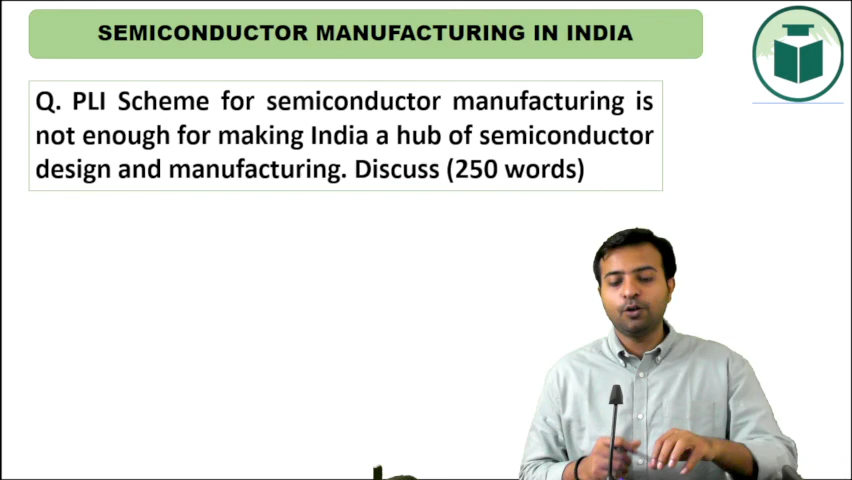 SEMICONDUCTOR MANUFACTURING IN INDIA
Q. PLI Scheme for semiconductor manufacturing is
not enough for making India a hub of semiconductor
design and manufacturing. Discuss (250 words)